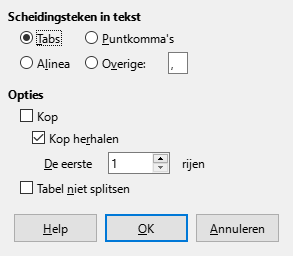 Scheidingsteken in tekst
Tabs Puntkomma's
Alinea Overige: ,
Opties
Kop
Kop herhalen
De eerste 1 rijen
Tabel niet splitsen
Help OK Annuleren